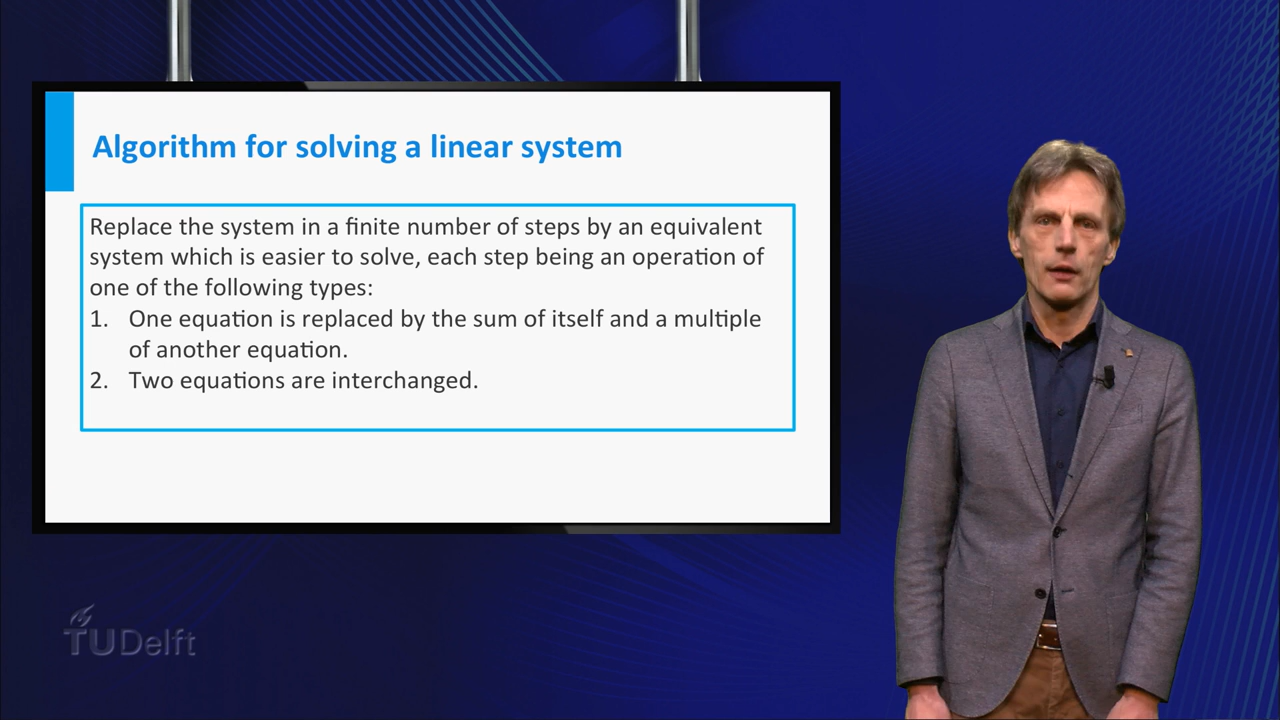 Algorithm for solving a linear system
Replace the system in a finite number of steps by an equivalent
system which is easier to solve, each step being an operation of
one of the following types:
1. One equation is replaced by the sum of itself and a multiple
of another equation.
2. Two equations are interchanged.
TUDelft